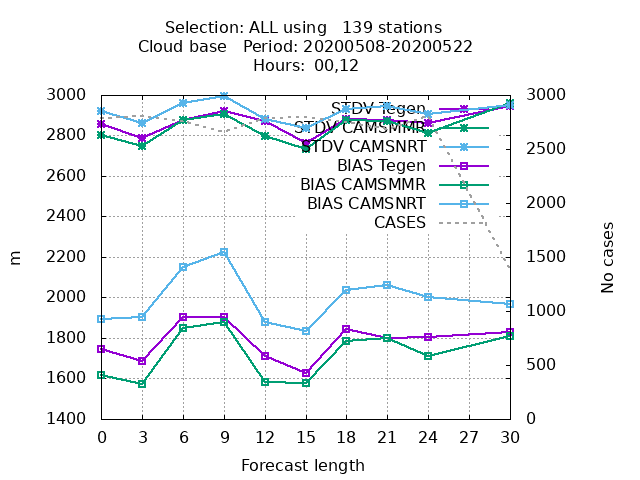 Selection: ALL using   139 stations
Cloud base   Period: 20200508-20200522
Hours:  00,12
3000
2800
2600
2400
2200
2000
1800
1600
1400
m
STDV Tegen
STDV CAMSMMR
STDV CAMSNRT
BIAS Tegen
BIAS CAMSMMR
BIAS CAMSNRT
CASES
3000
2500
2000
1500
1000
500
0
No cases
0 3 6 9 12 15 18 21 24 27 30
Forecast length